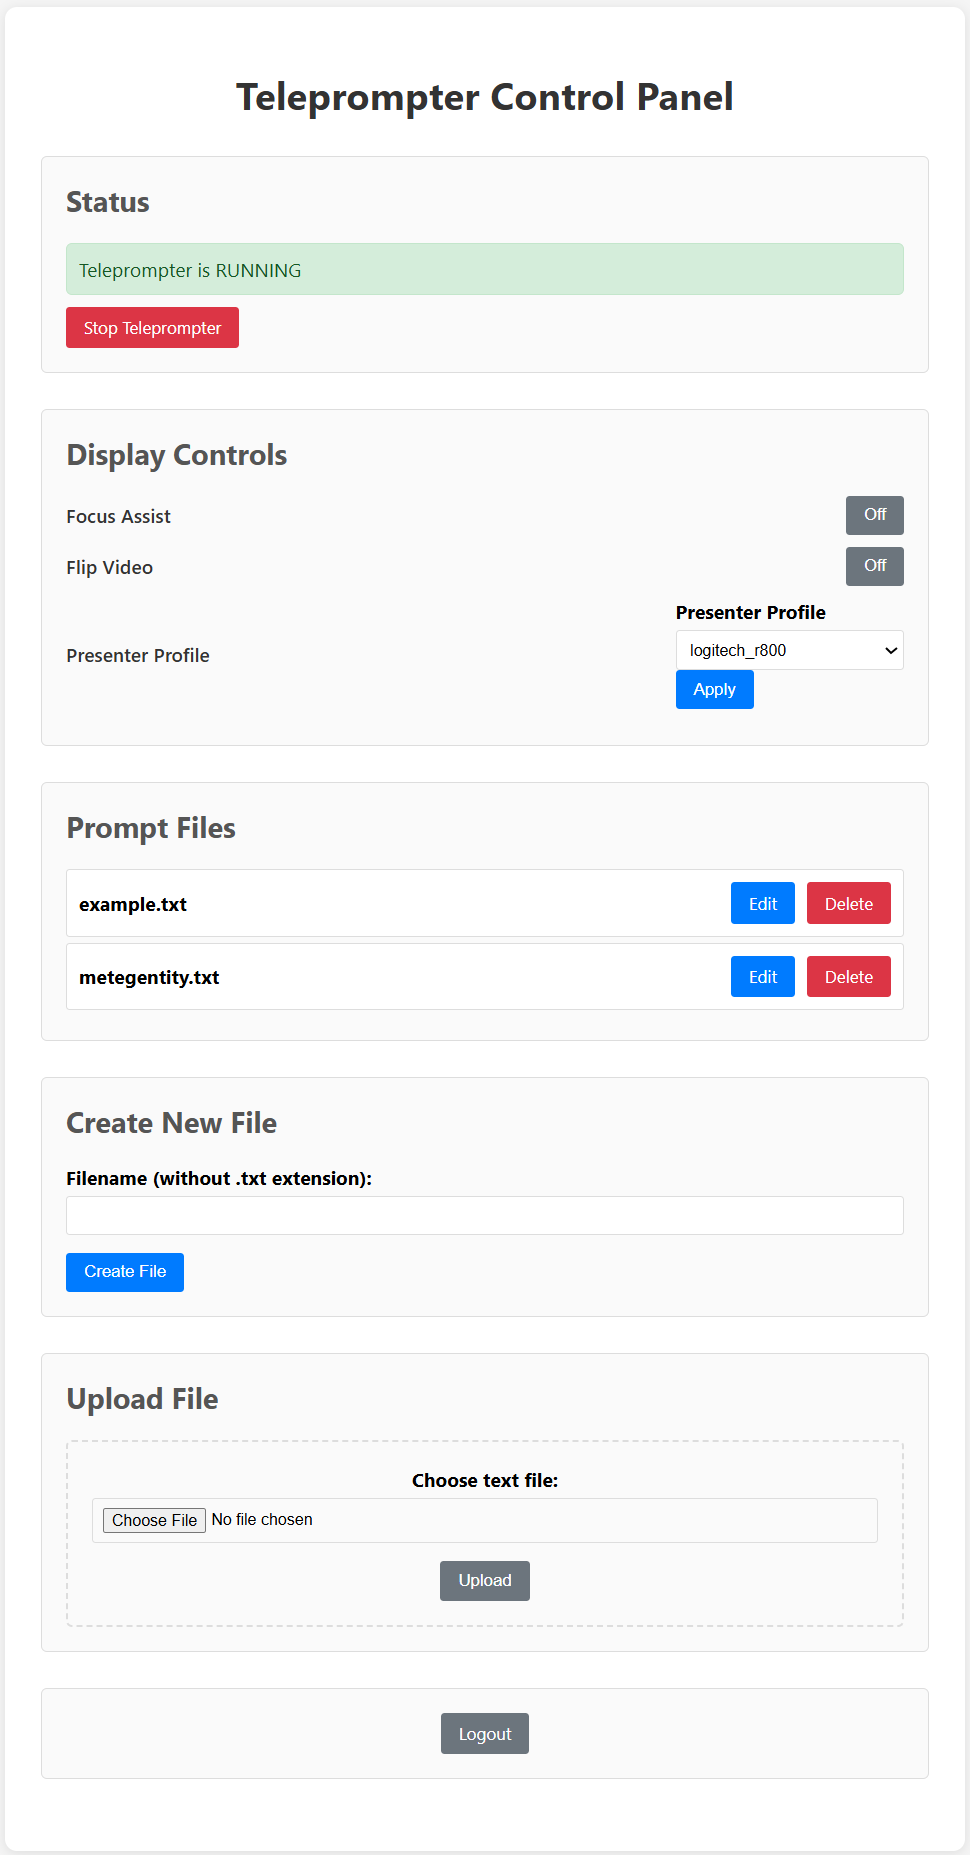 Teleprompter Control Panel
Status
Teleprompter is RUNNING
Stop Teleprompter
Display Controls
Focus Assist
Off
Flip Video
Off
Presenter Profile
Presenter Profile
logitech_r800
Apply
Prompt Files
example.txt
Edit
Delete
metegentity.txt
Edit
Delete
Create New File
Filename (without .txt extension):
Create File
Upload File
Choose text file:
Choose File No file chosen
Upload
Logout